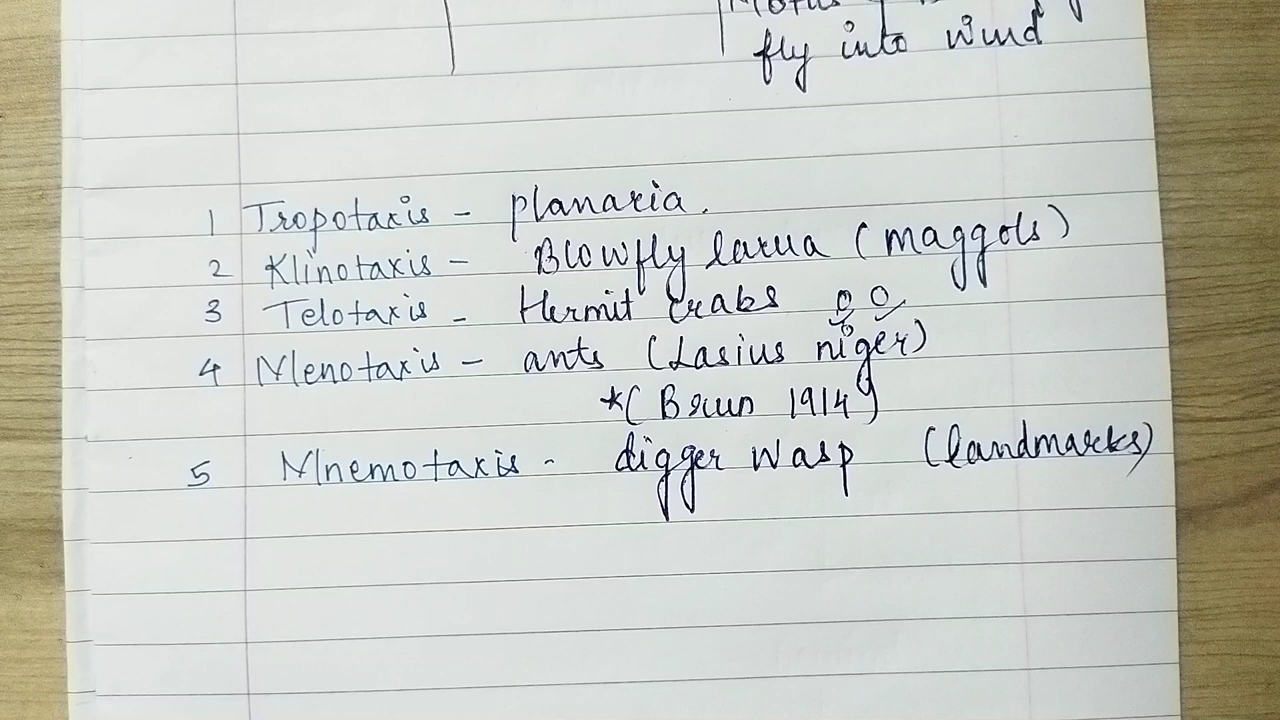 fly into wind
1 Tropotaxis - planaria.
2 Klinotaxis - Blowfly larva (maggots)
3 Telotaxis - Hermit crabs
4 Menotaxis - ants (Lasius niger)
*(Brun 1914)
5 Mnemotaxis - digger wasp (landmarks)